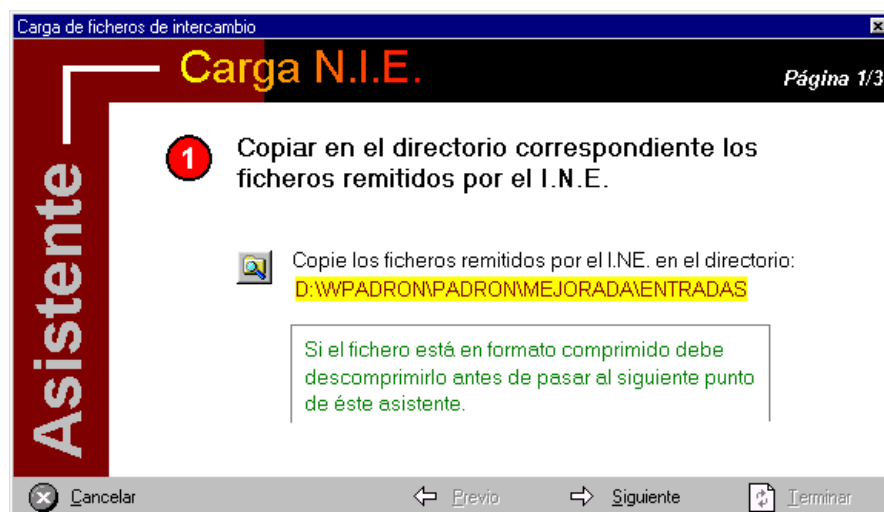 Carga de ficheros de intercambio
Carga N.I.E.
Página 1/3
Asistente
1
Copiar en el directorio correspondiente los
ficheros remitidos por el I.N.E.
Copie los ficheros remitidos por el I.NE. en el directorio:
D:\WPADRON\PADRON\MEJORADA\ENTRADAS
Si el fichero está en formato comprimido debe
descomprimirlo antes de pasar al siguiente punto
de éste asistente.
Cancelar
Previo
Siguiente
Terminar